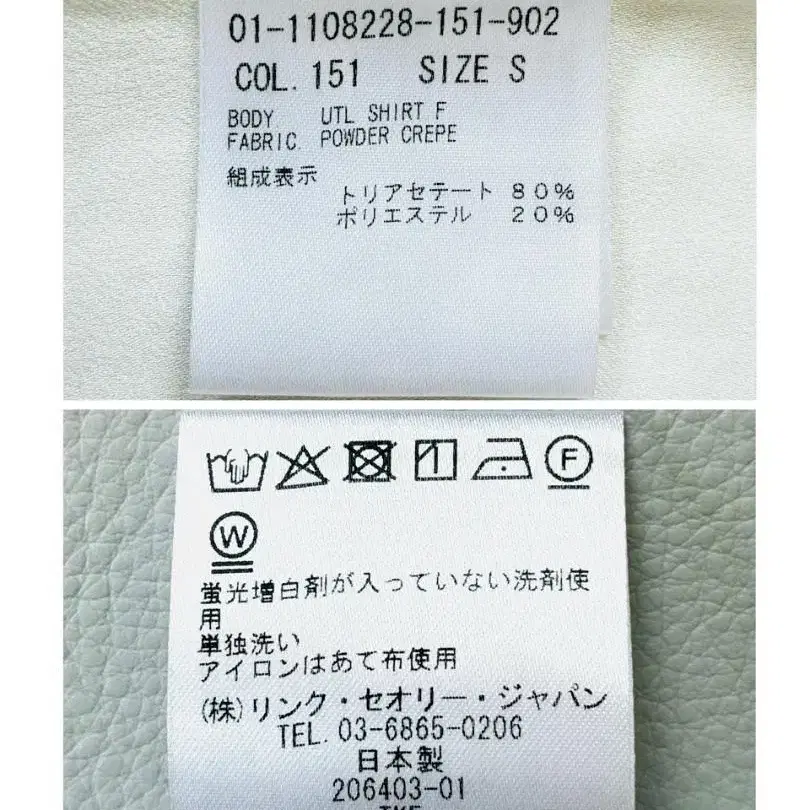 01-1108228-151-902
COL. 151 SIZE S
BODY UTL SHIRT F
FABRIC. POWDER CREPE
組成表示
トリアセテート 80%
ポリエステル 20%
F
W
蛍光増白剤が入っていない洗剤使
用
単独洗い
アイロンはあて布使用
(株)リンク・セオリー・ジャパン
TEL. 03-6865-0206
日本製
206403-01